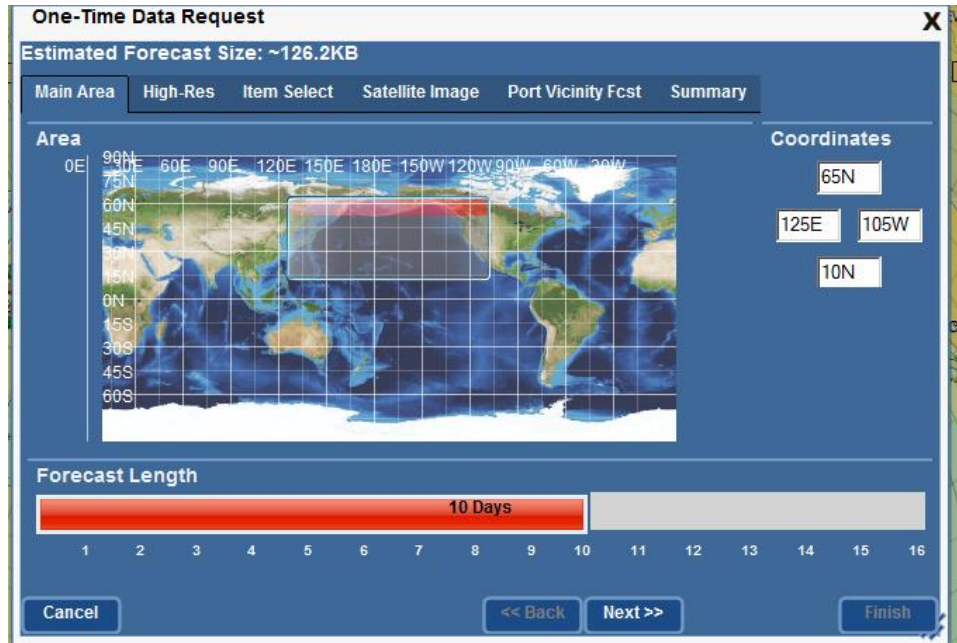 One-Time Data Request
X
Estimated Forecast Size: ~126.2KB
Main Area High-Res Item Select Satellite Image Port Vicinity Fcst Summary
Area
Coordinates
0E 30E 60E 90E 120E 150E 180E 150W 120W 90W 60W 30W
90N
75N
60N
45N
30N
15N
0N
15S
30S
45S
60S
65N
125E 105W
10N
Forecast Length
10 Days
1 2 3 4 5 6 7 8 9 10 11 12 13 14 15 16
Cancel << Back Next >> Finish